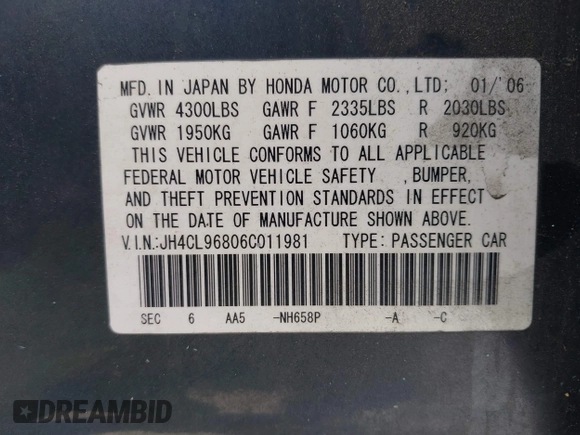 MFD. IN JAPAN BY HONDA MOTOR CO., LTD: 01/'06
GVWR 4300LBS GAWR F 2335LBS R 2030LBS
GVWR 1950KG GAWR F 1060KG R 920KG
THIS VEHICLE CONFORMS TO ALL APPLICABLE
FEDERAL MOTOR VEHICLE SAFETY , BUMPER,
AND THEFT PREVENTION STANDARDS IN EFFECT
ON THE DATE OF MANUFACTURE SHOWN ABOVE.
V.I.N:JH4CL96806C011981 TYPE: PASSENGER CAR
SEC 6 AA5 -NH658P -A -C
DREAMBID